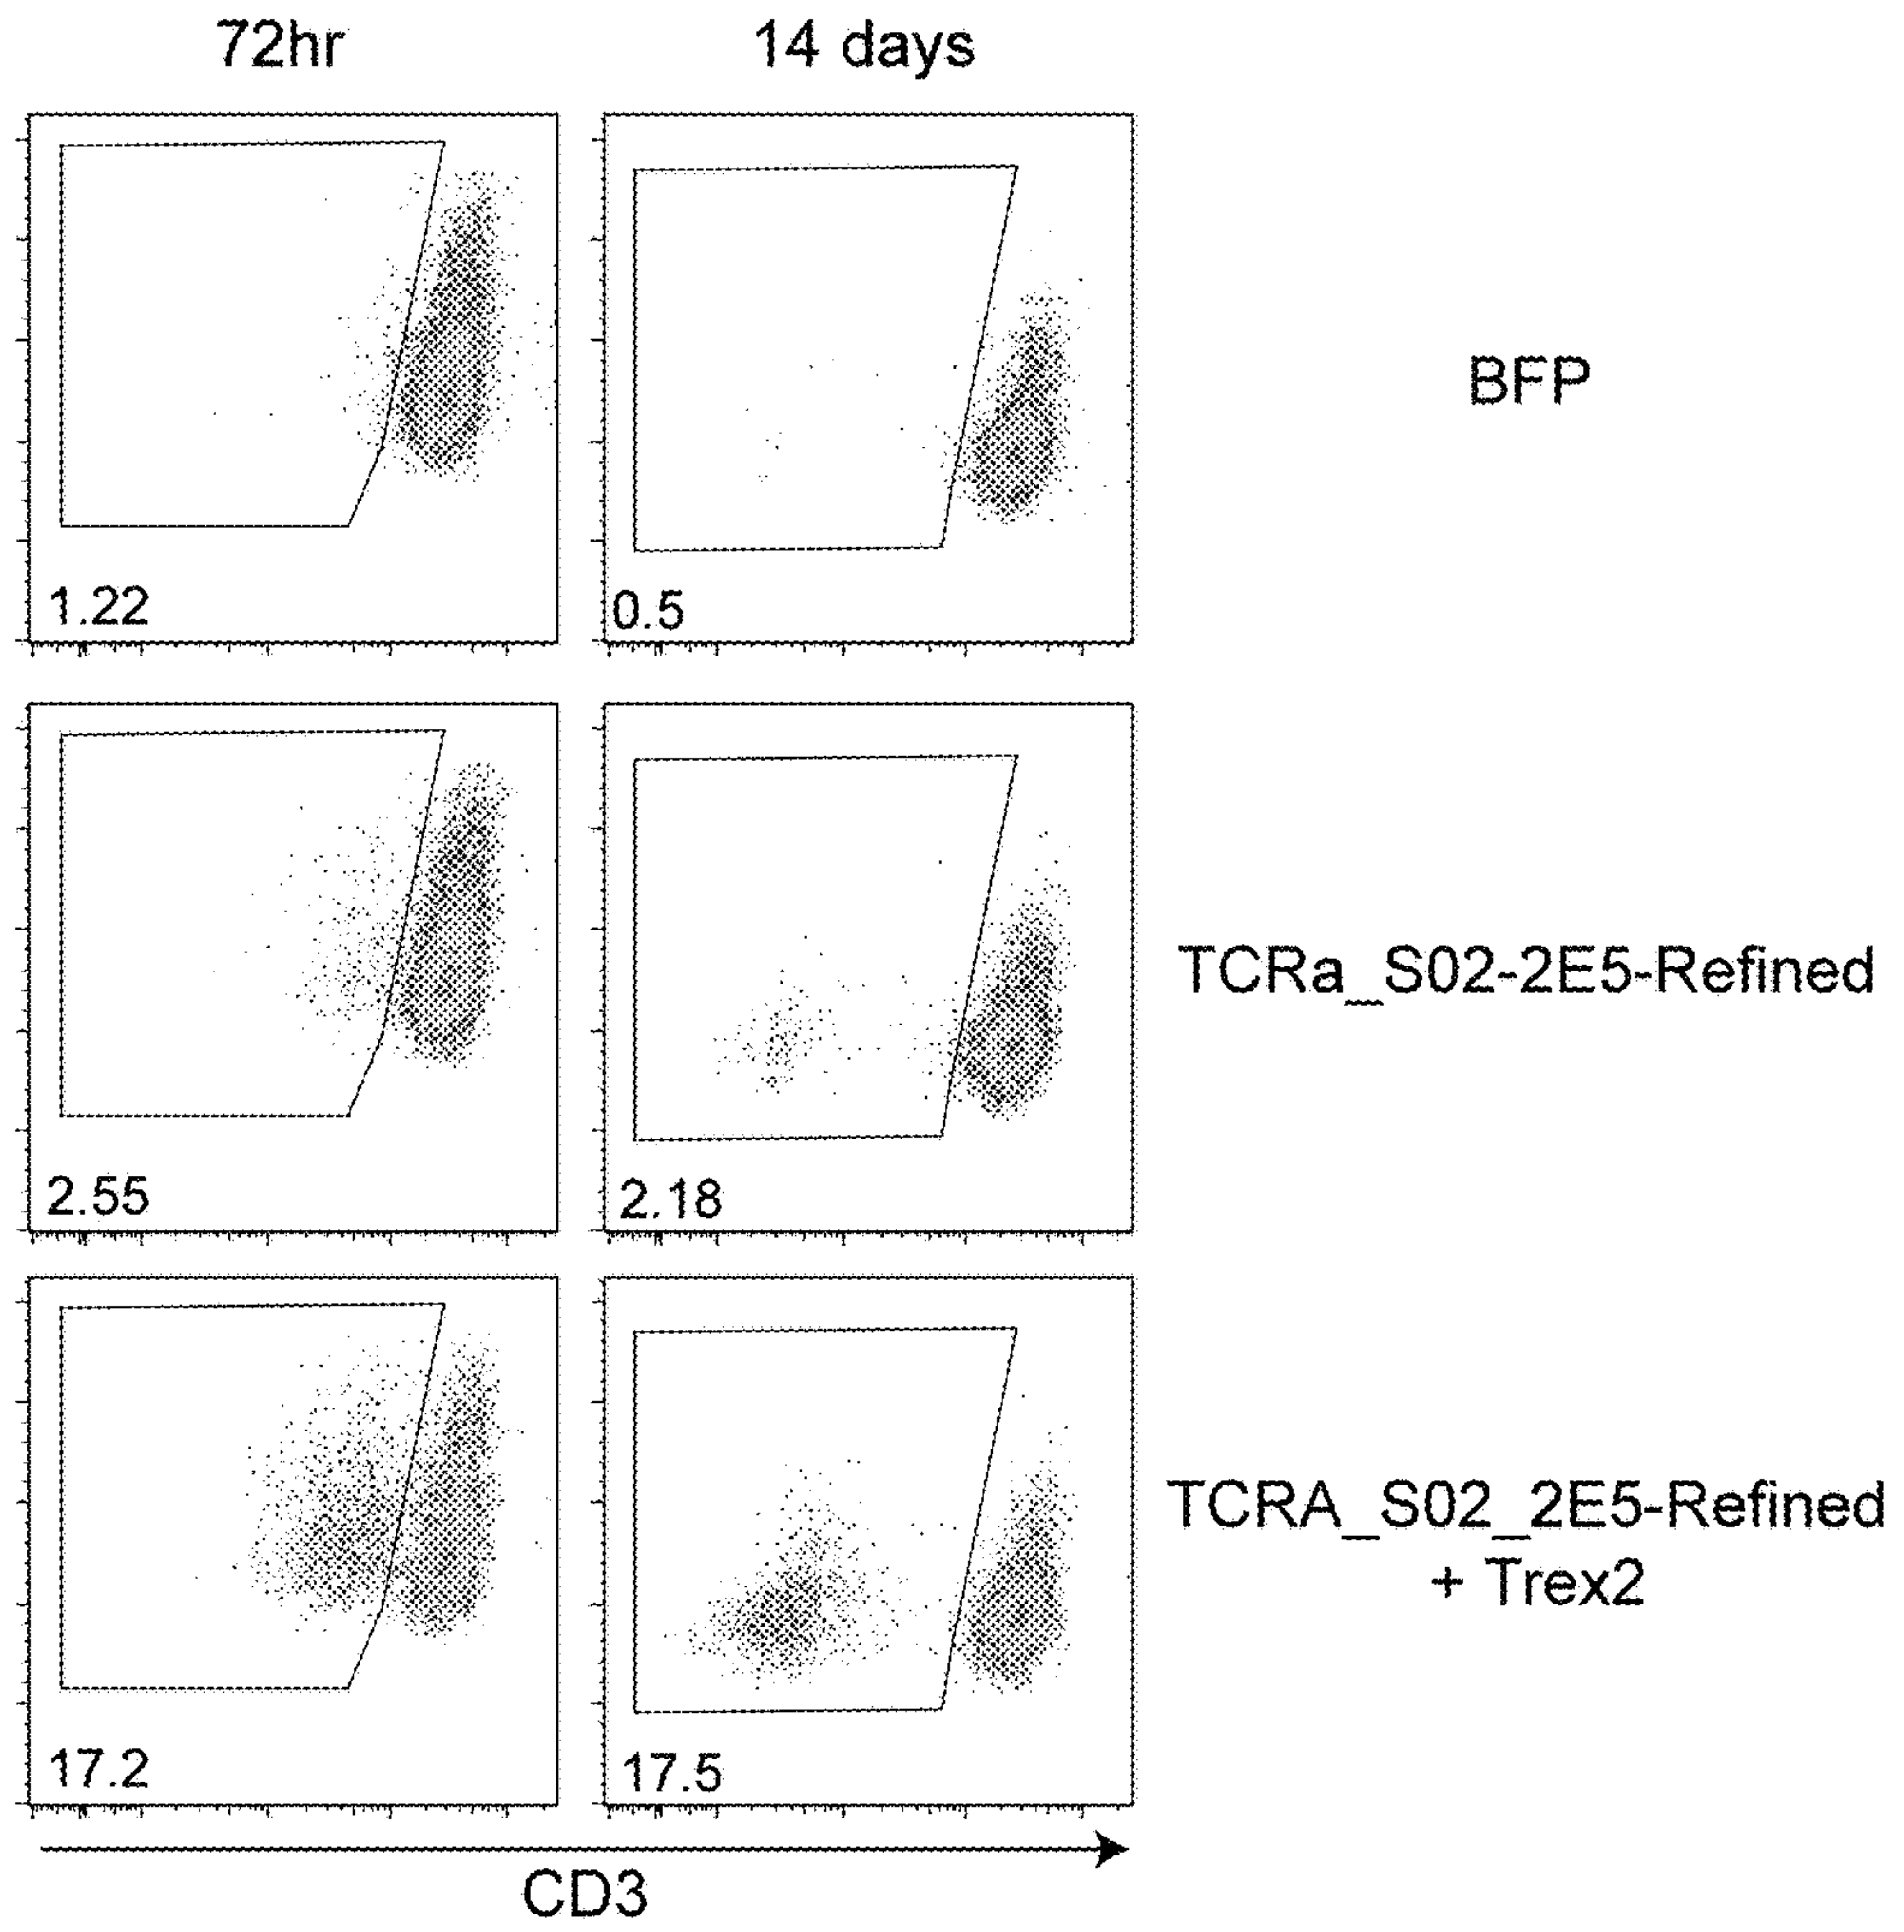 72hr
14 days
1.22
0.5
BFP
2.55
2.18
TCRa_S02-2E5-Refined
17.2
17.5
TCRA_S02_2E5-Refined
+ Trex2
CD3